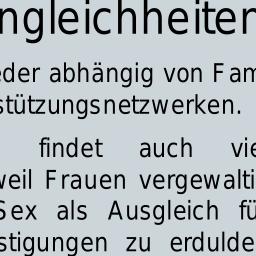 ngleichheiten
eder abhängig von Fam
stützungsnetzwerken.
findet auch vie
weil Frauen vergewalti
Sex als Ausgleich fü
stigungen zu erdulde